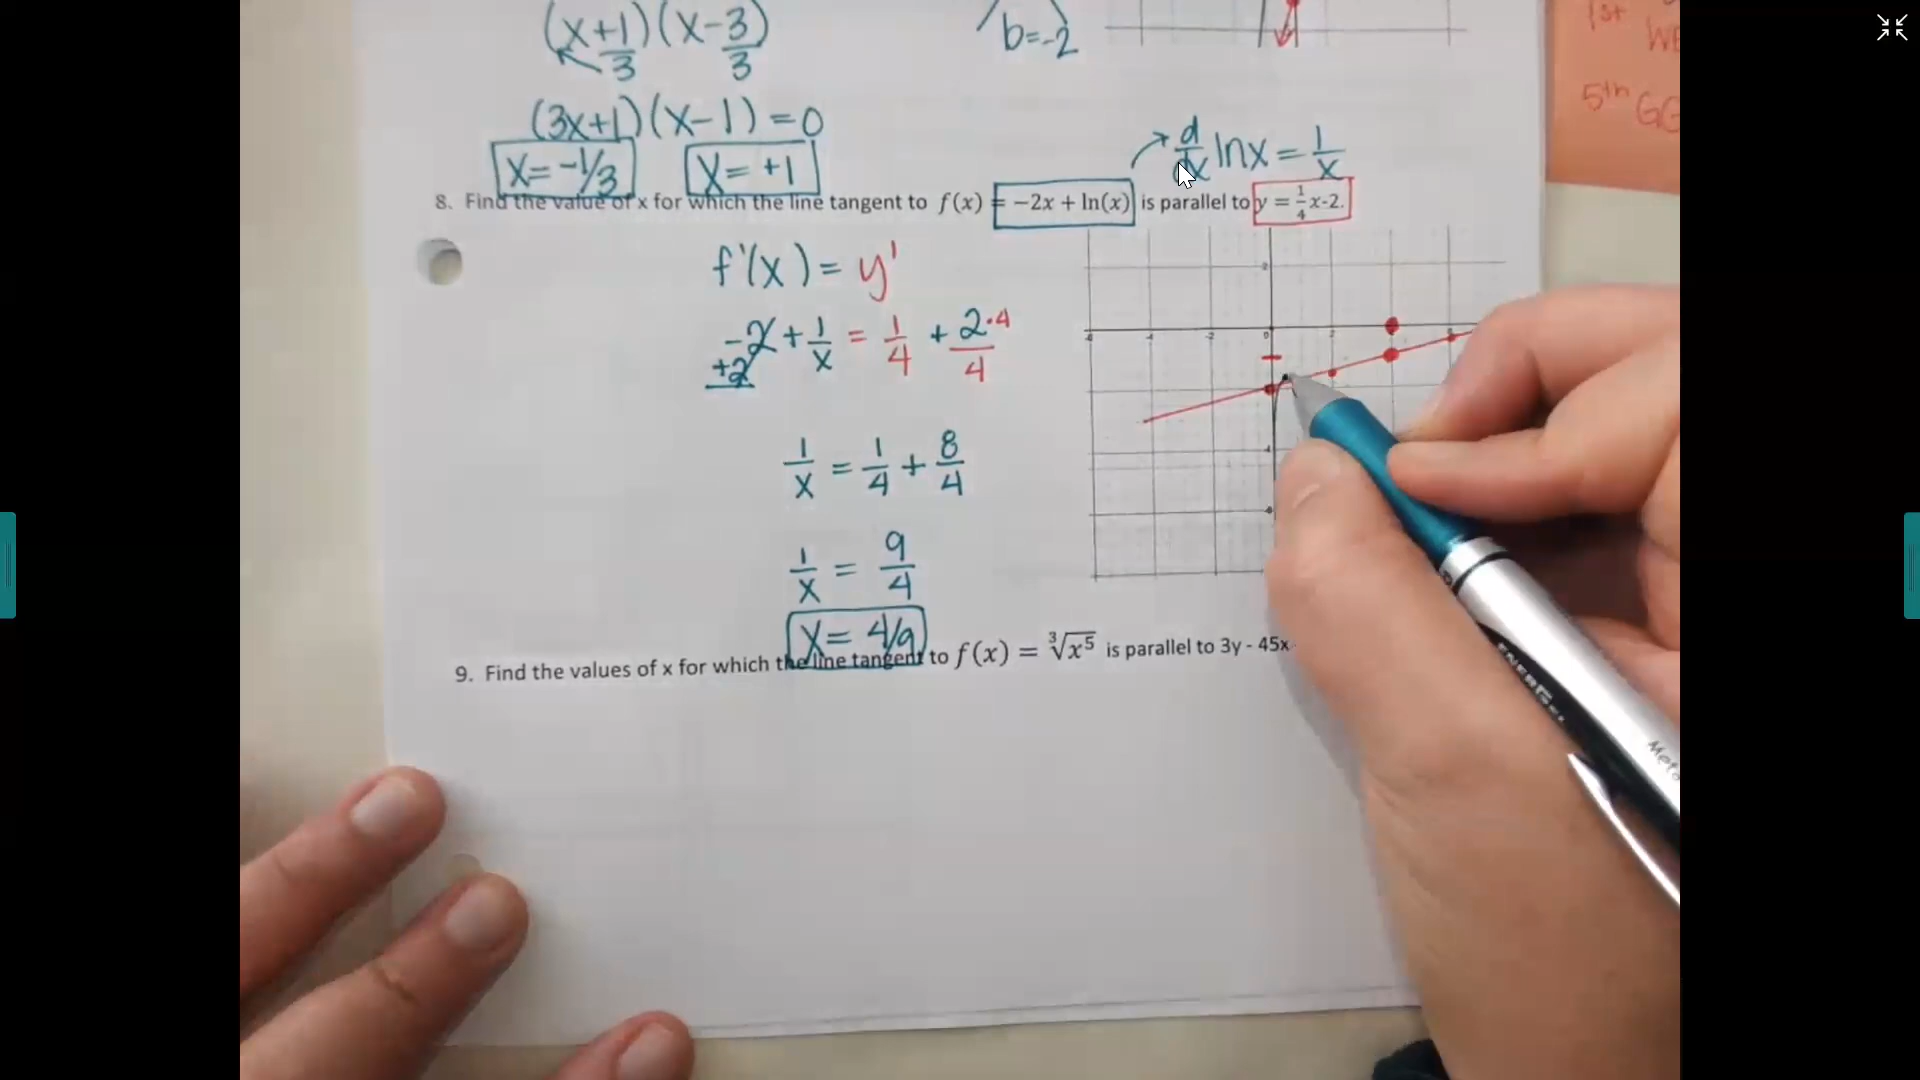 (x+1/3)(x-3/3)
b=-2
(3x+1)(x-1)=0
x=-1/3 x=+1
1st
5th GG
d/dx lnx = 1/x
8. Find the value of x for which the line tangent to f(x) = −2x + ln(x) is parallel to y = 1/4 x-2.
f'(x) = y'
-2 + 1/x = 1/4 + 2·4/4
+2
1/x = 1/4 + 8/4
1/x = 9/4
x = 4/9
9. Find the values of x for which the line tangent to f(x) = ∛x⁵ is parallel to 3y - 45x
ENERGEL